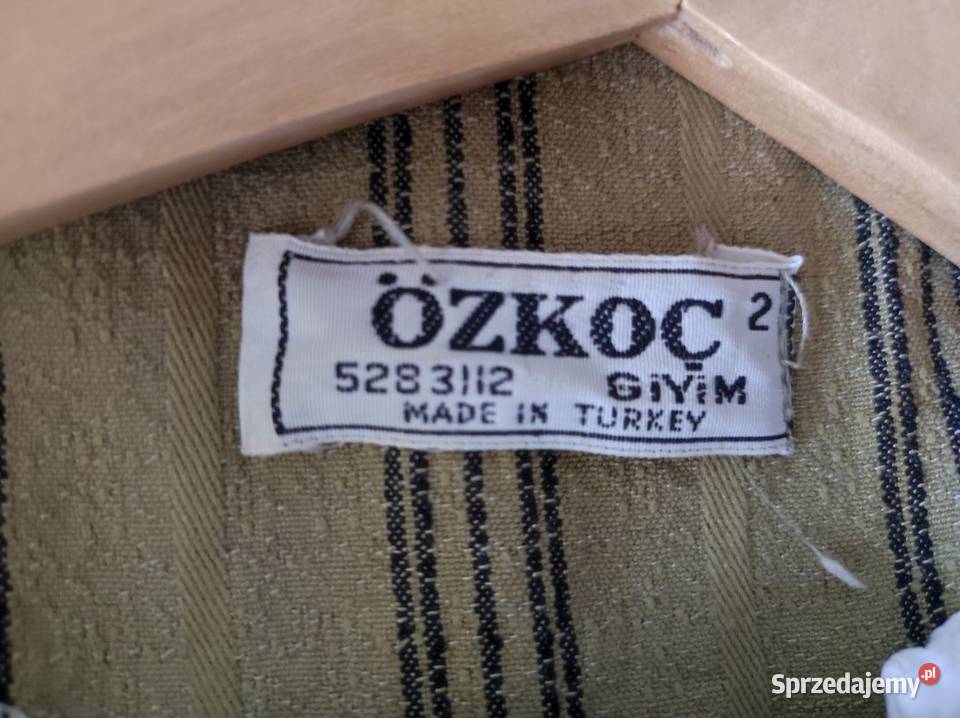 ÖZKOÇ 2
5283112 GİYİM
MADE IN TURKEY
Sprzedajemy.pl